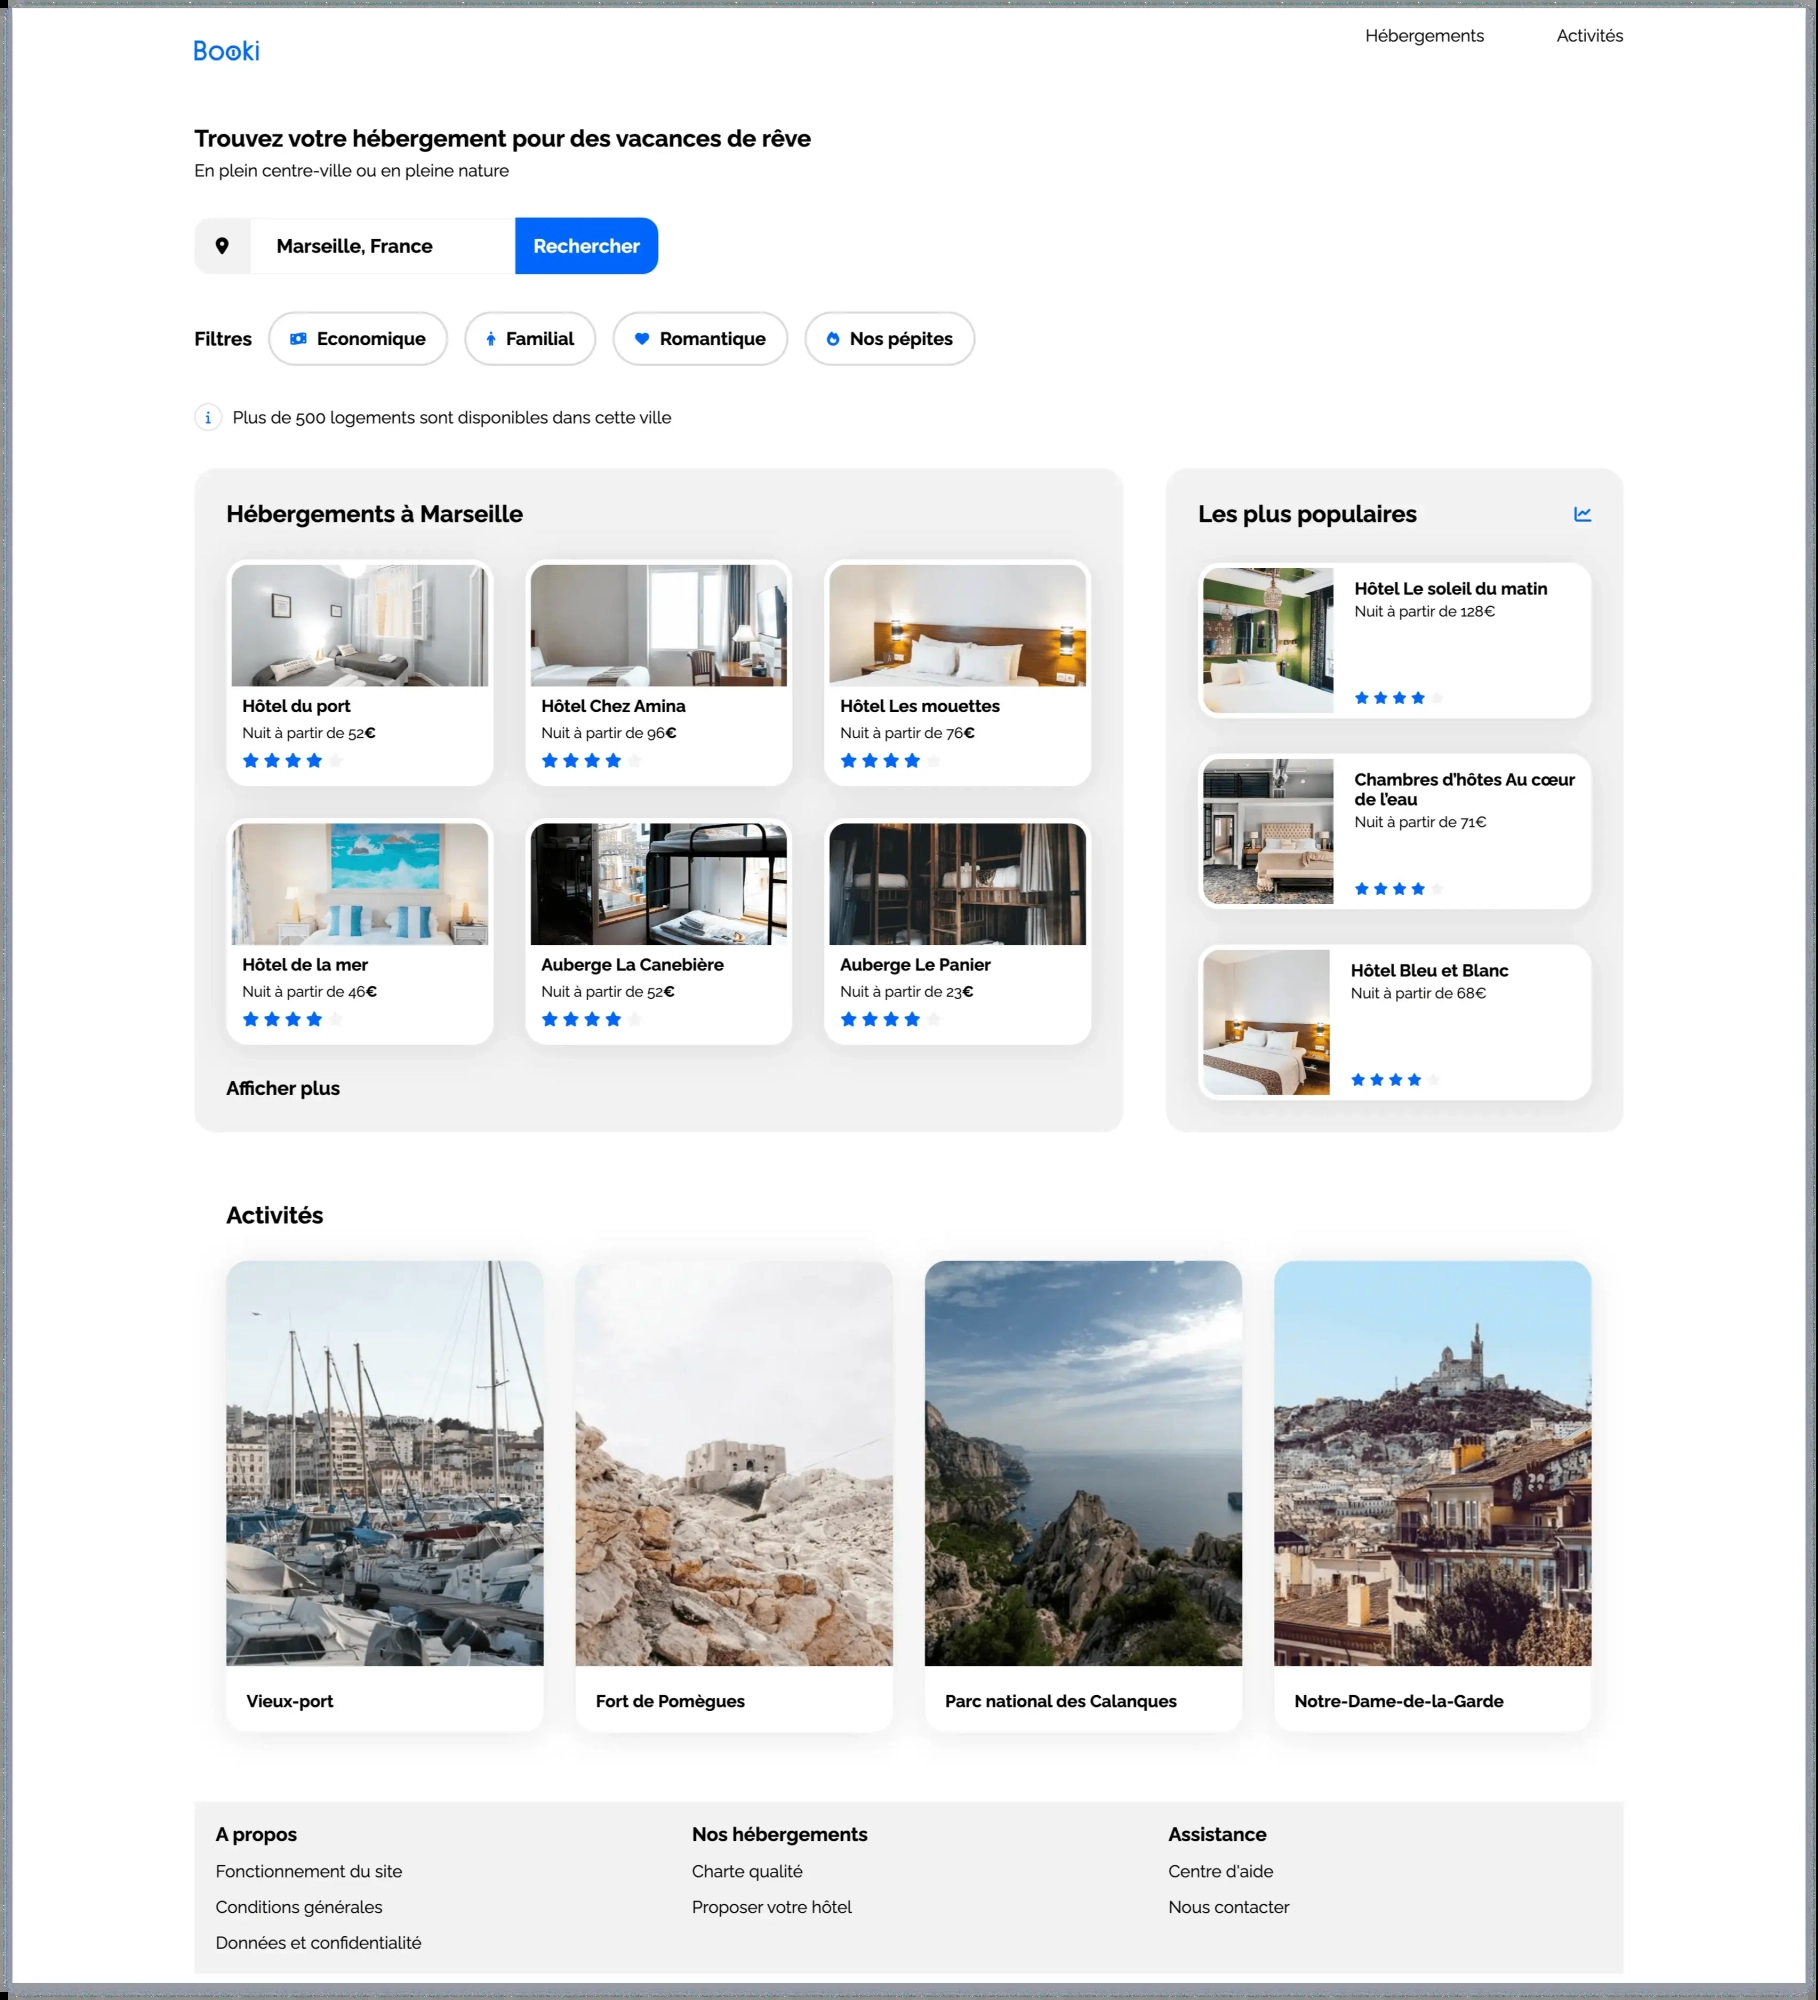 Booki
Hébergements
Activités
Trouvez votre hébergement pour des vacances de rêve
En plein centre-ville ou en pleine nature
Marseille, France
Rechercher
Filtres
Economique
Familial
Romantique
Nos pépites
Plus de 500 logements sont disponibles dans cette ville
Hébergements à Marseille
Hôtel du port
Nuit à partir de 52€
Hôtel Chez Amina
Nuit à partir de 96€
Hôtel Les mouettes
Nuit à partir de 76€
Hôtel de la mer
Nuit à partir de 46€
Auberge La Canebière
Nuit à partir de 52€
Auberge Le Panier
Nuit à partir de 23€
Afficher plus
Les plus populaires
Hôtel Le soleil du matin
Nuit à partir de 128€
Chambres d'hôtes Au cœur
de l'eau
Nuit à partir de 71€
Hôtel Bleu et Blanc
Nuit à partir de 68€
Activités
Vieux-port
Fort de Pomègues
Parc national des Calanques
Notre-Dame-de-la-Garde
A propos
Fonctionnement du site
Conditions générales
Données et confidentialité
Nos hébergements
Charte qualité
Proposer votre hôtel
Assistance
Centre d'aide
Nous contacter